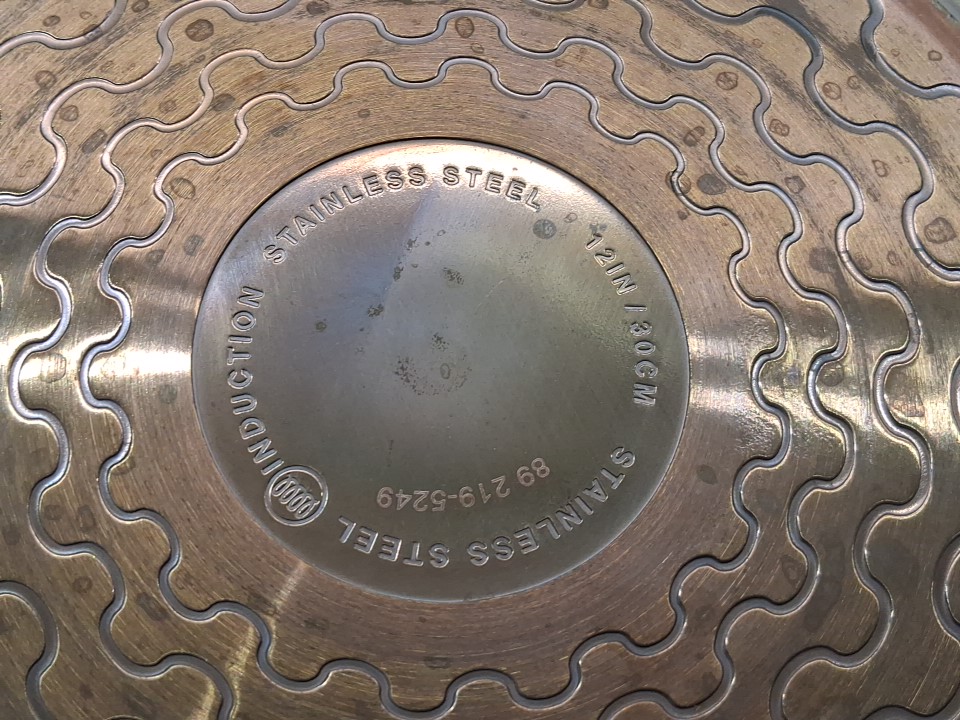 STAINLESS STEEL
12IN / 30CM
STAINLESS STEEL
INDUCTION
89 219-5249